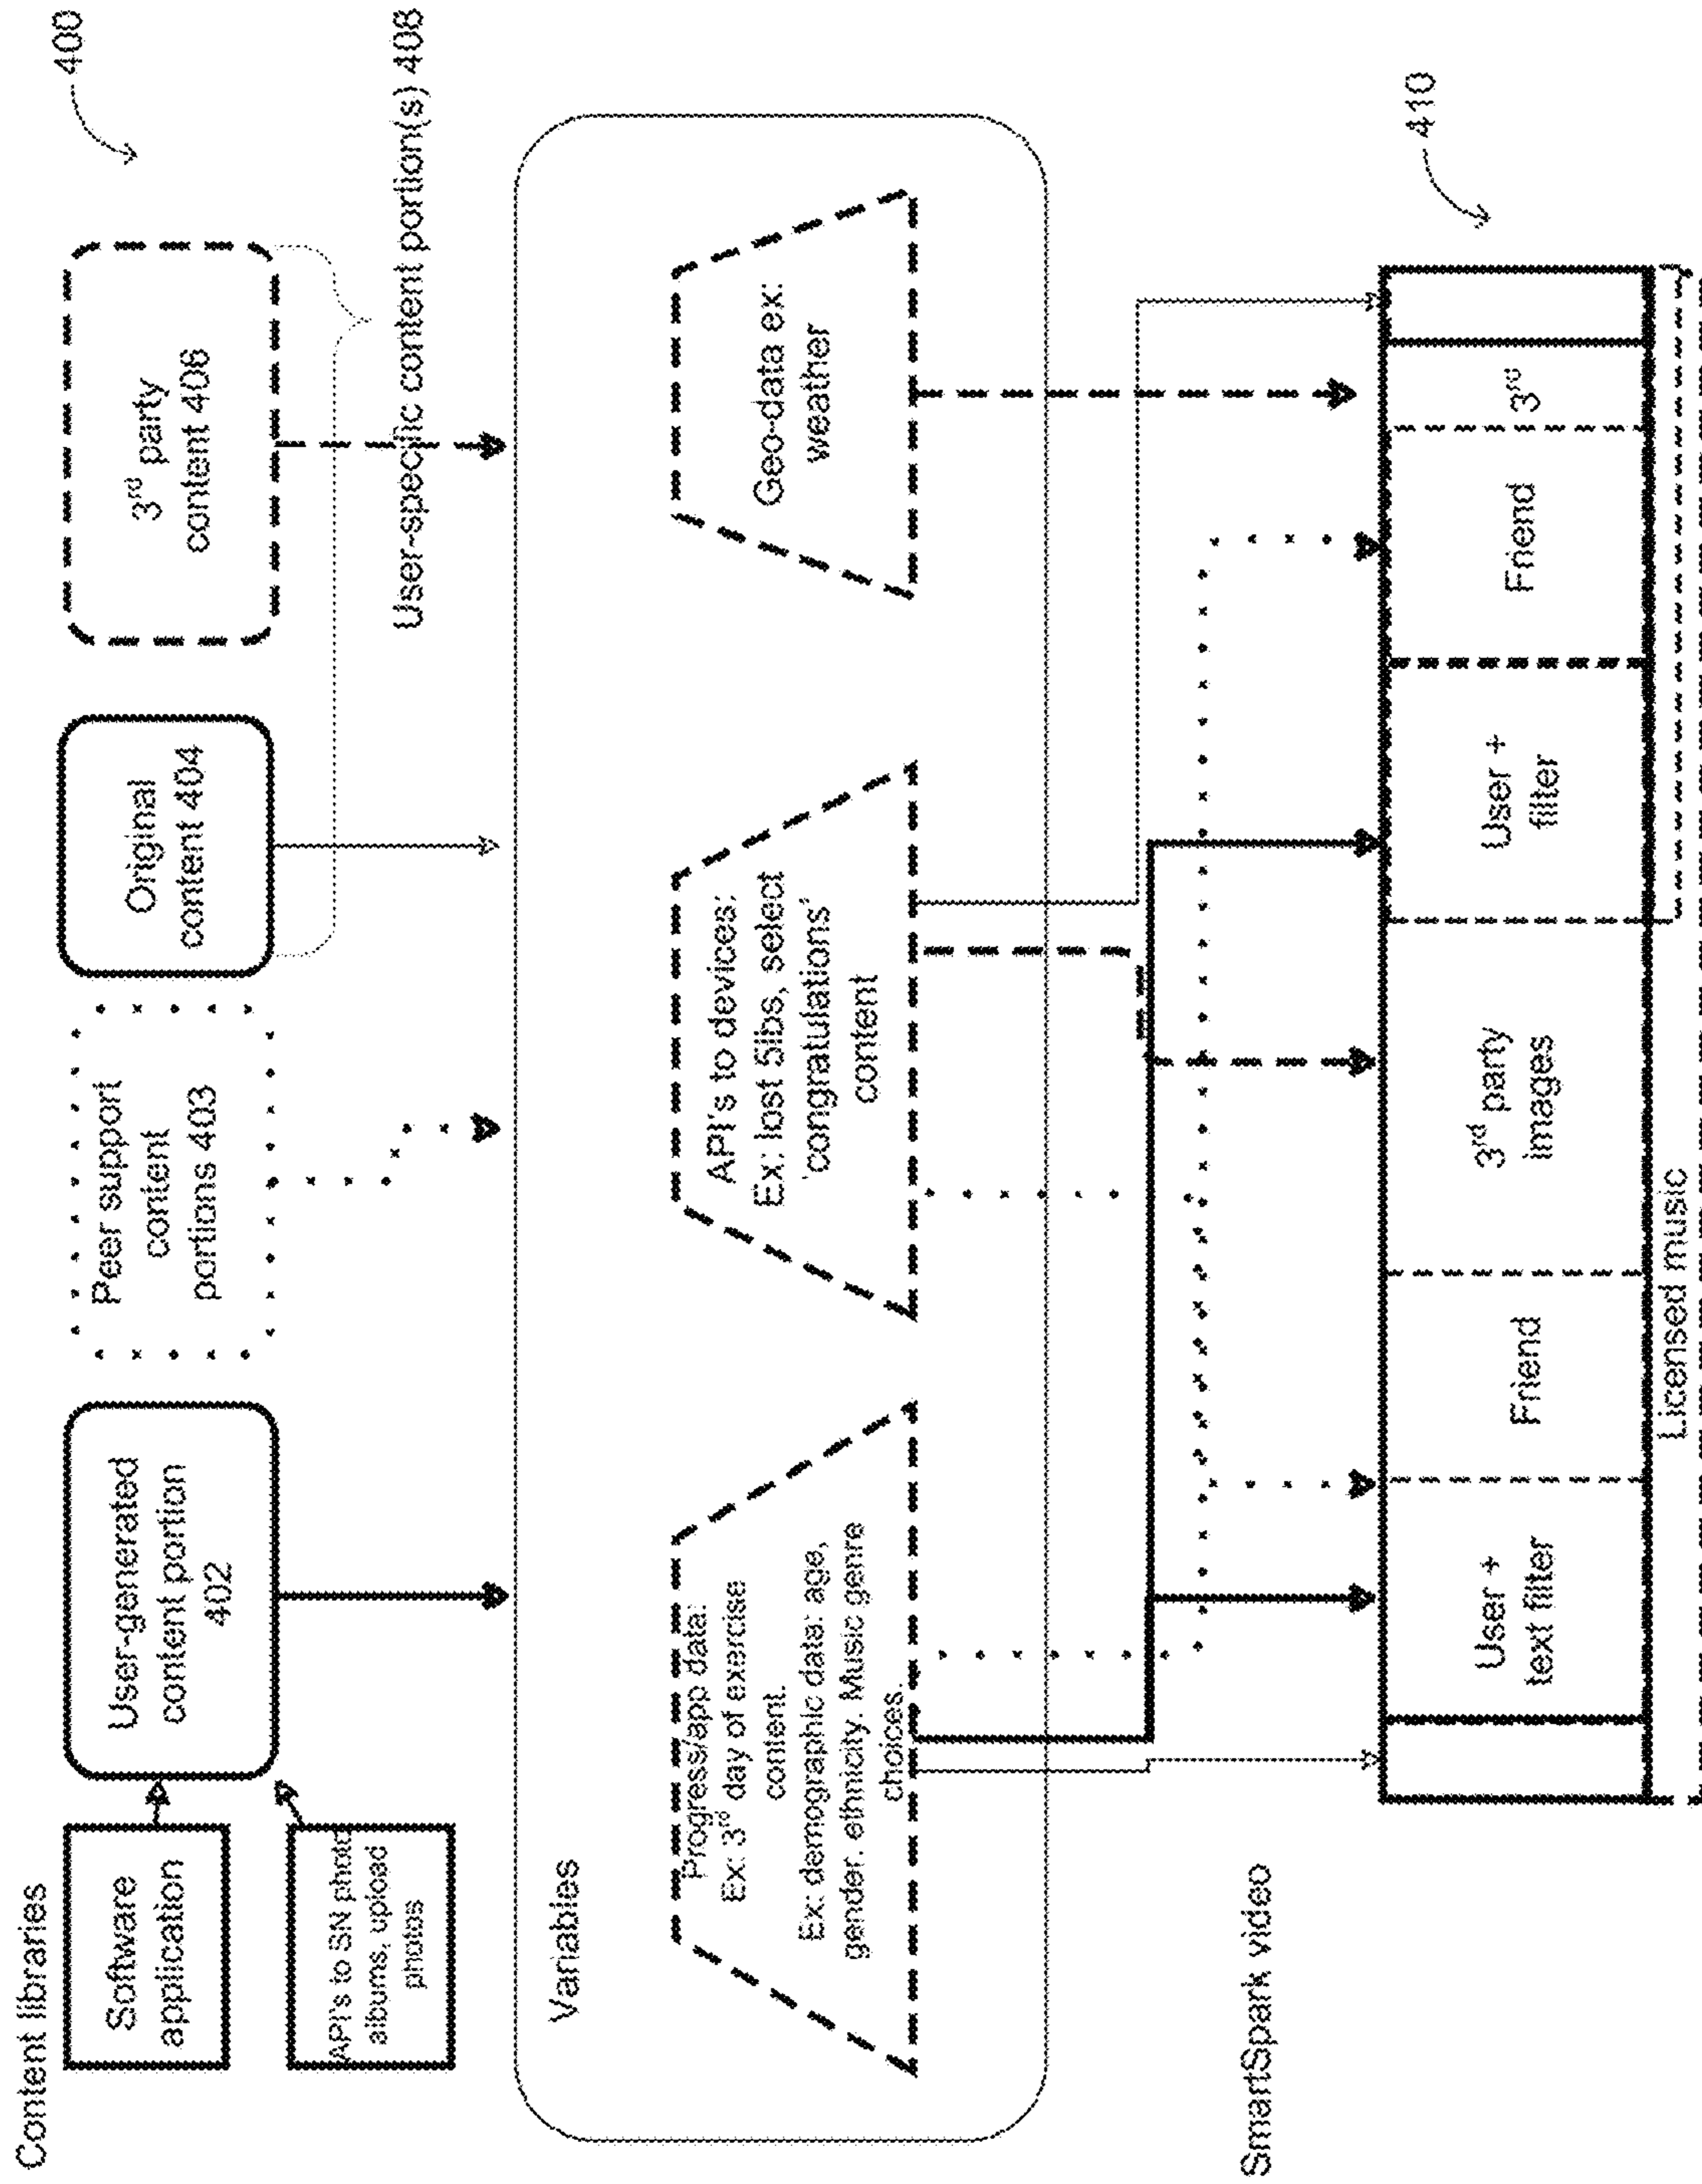 400
Content libraries
Software
application
API's to SN photo
albums, upload
photos
User-generated
content portion
402
Peer support
content
portions 403
Original
content 404
3rd party
content 406
User-specific content portion(s) 408
Variables
Progress/app data:
Ex: 3rd day of exercise
content.
Ex: demographic data: age,
gender, ethnicity. Music genre
choices.
API's to devices:
Ex: lost 5lbs, select
'congratulations'
content
Geo-data ex:
weather
SmartSpark video
410
User +
text filter
Friend
3rd party
images
User +
filter
Friend
3rd
Licensed music